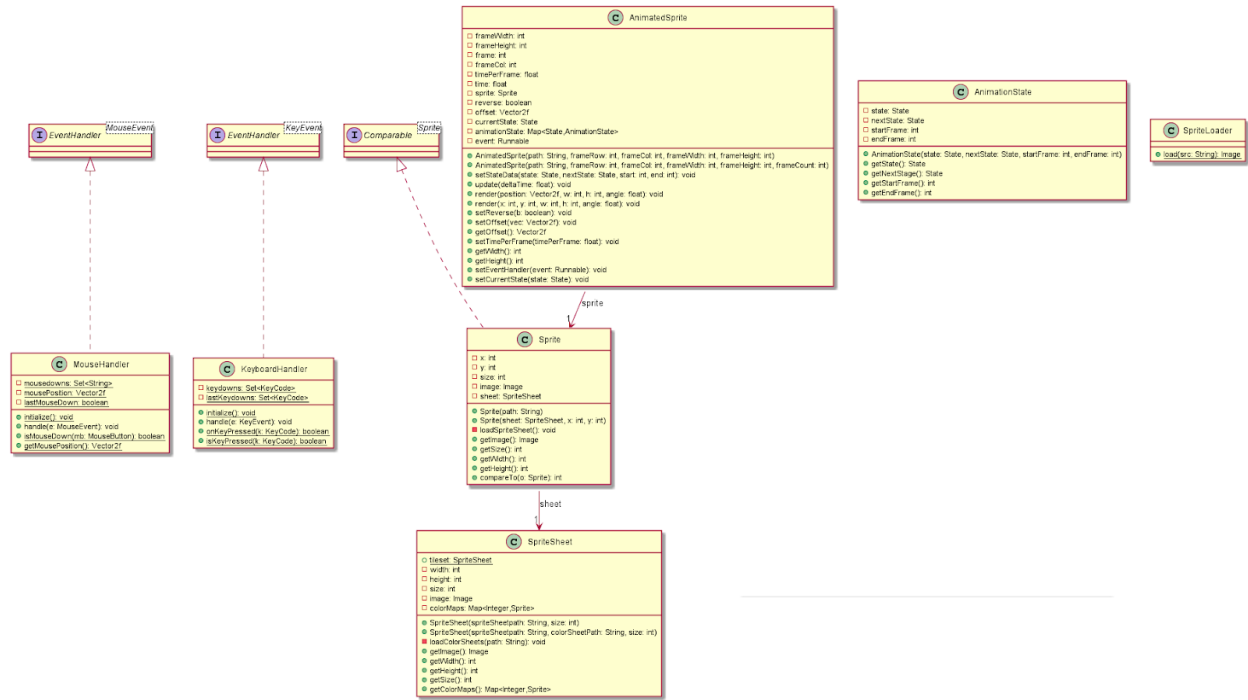 C AnimatedSprite
frameWidth: int
frameHeight: int
frame: int
frameCol: int
timePerFrame: float
time: float
sprite: Sprite
reverse: boolean
offset: Vector2f
currentState: State
animationState: Map<State,AnimationState>
event: Runnable
AnimatedSprite(path: String, frameRow: int, frameCol: int, frameWidth: int, frameHeight: int)
AnimatedSprite(path: String, frameRow: int, frameCol: int, frameWidth: int, frameHeight: int, frameCount: int)
setStateData(state: State, nextState: State, start: int, end: int): void
update(deltaTime: float): void
render(position: Vector2f, w: int, h: int, angle: float): void
render(x: int, y: int, w: int, h: int, angle: float): void
setReverse(b: boolean): void
setOffset(vec: Vector2f): void
getOffset(): Vector2f
setTimePerFrame(timePerFrame: float): void
getWidth(): int
getHeight(): int
setEventHandler(event: Runnable): void
setCurrentState(state: State): void
C AnimationState
state: State
nextState: State
startFrame: int
endFrame: int
AnimationState(state: State, nextState: State, startFrame: int, endFrame: int)
getState(): State
getNextStage(): State
getStartFrame(): int
getEndFrame(): int
C SpriteLoader
load(src: String): Image
I EventHandler MouseEvent
I EventHandler KeyEvent
I Comparable Sprite
sprite
1
C MouseHandler
mousedowns: Set<String>
mousePosition: Vector2f
lastMouseDown: boolean
intialize(): void
handle(e: MouseEvent): void
isMouseDown(mb: MouseButton): boolean
getMousePosition(): Vector2f
C KeyboardHandler
keydowns: Set<KeyCode>
lastKeydowns: Set<KeyCode>
intialize(): void
handle(e: KeyEvent): void
onKeyPressed(k: KeyCode): boolean
isKeyPressed(k: KeyCode): boolean
C Sprite
x: int
y: int
size: int
image: Image
sheet: SpriteSheet
Sprite(path: String)
Sprite(sheet: SpriteSheet, x: int, y: int)
loadSpriteSheet(): void
getImage(): Image
getSize(): int
getWidth(): int
getHeight(): int
compareTo(o: Sprite): int
sheet
1
C SpriteSheet
tileset: SpriteSheet
width: int
height: int
size: int
image: Image
colorMaps: Map<Integer,Sprite>
SpriteSheet(spriteSheetpath: String, size: int)
SpriteSheet(spriteSheetpath: String, colorSheetPath: String, size: int)
loadColorSheets(path: String): void
getImage(): Image
getWidth(): int
getHeight(): int
getSize(): int
getColorMaps(): Map<Integer,Sprite>